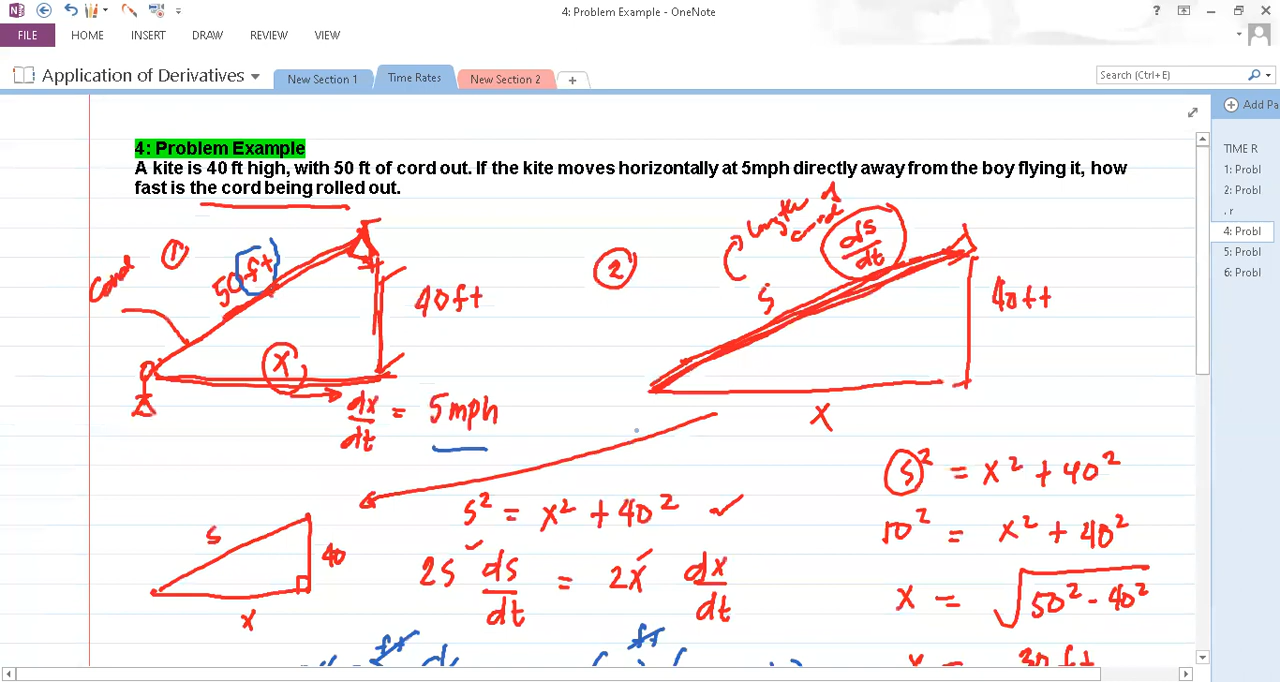 4: Problem Example - OneNote
FILE HOME INSERT DRAW REVIEW VIEW
Application of Derivatives New Section 1 Time Rates New Section 2 +
Search (Ctrl+E)
Add Pa
4: Problem Example
A kite is 40 ft high, with 50 ft of cord out. If the kite moves horizontally at 5mph directly away from the boy flying it, how
fast is the cord being rolled out.
TIME R
1: Probl
2: Probl
. r
4: Probl
5: Probl
6: Probl
1
Cord
50 ft
40ft
x
dx/dt = 5mph
2
length of
cord
ds/dt
s
40ft
x
s
40
x
s² = x² + 40²
2s ds/dt = 2x dx/dt
ft
ft
s² = x² + 40²
50² = x² + 40²
x = √50² - 40²
x = 30ft